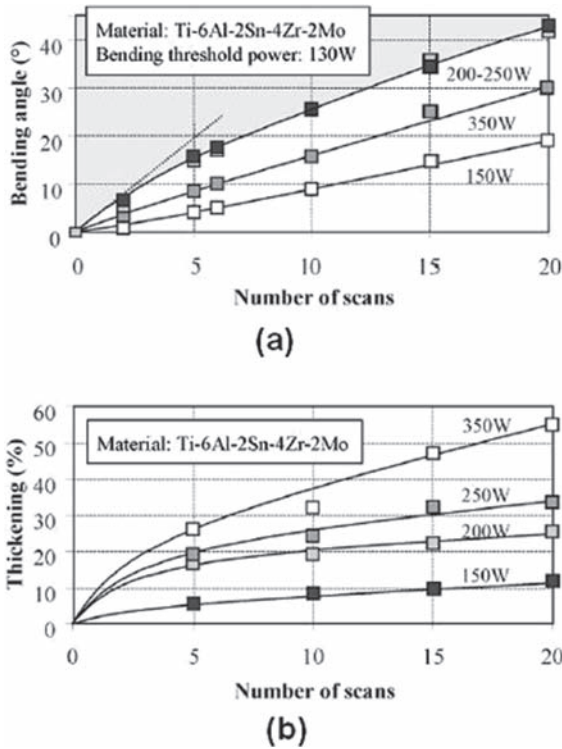 Material: Ti-6Al-2Sn-4Zr-2Mo
Bending threshold power: 130W
Bending angle (°)
40
30
20
10
0
200-250W
350W
150W
0 5 10 15 20
Number of scans
(a)
60
50
40
30
20
10
0
Thickening (%)
Material: Ti-6Al-2Sn-4Zr-2Mo
350W
250W
200W
150W
0 5 10 15 20
Number of scans
(b)